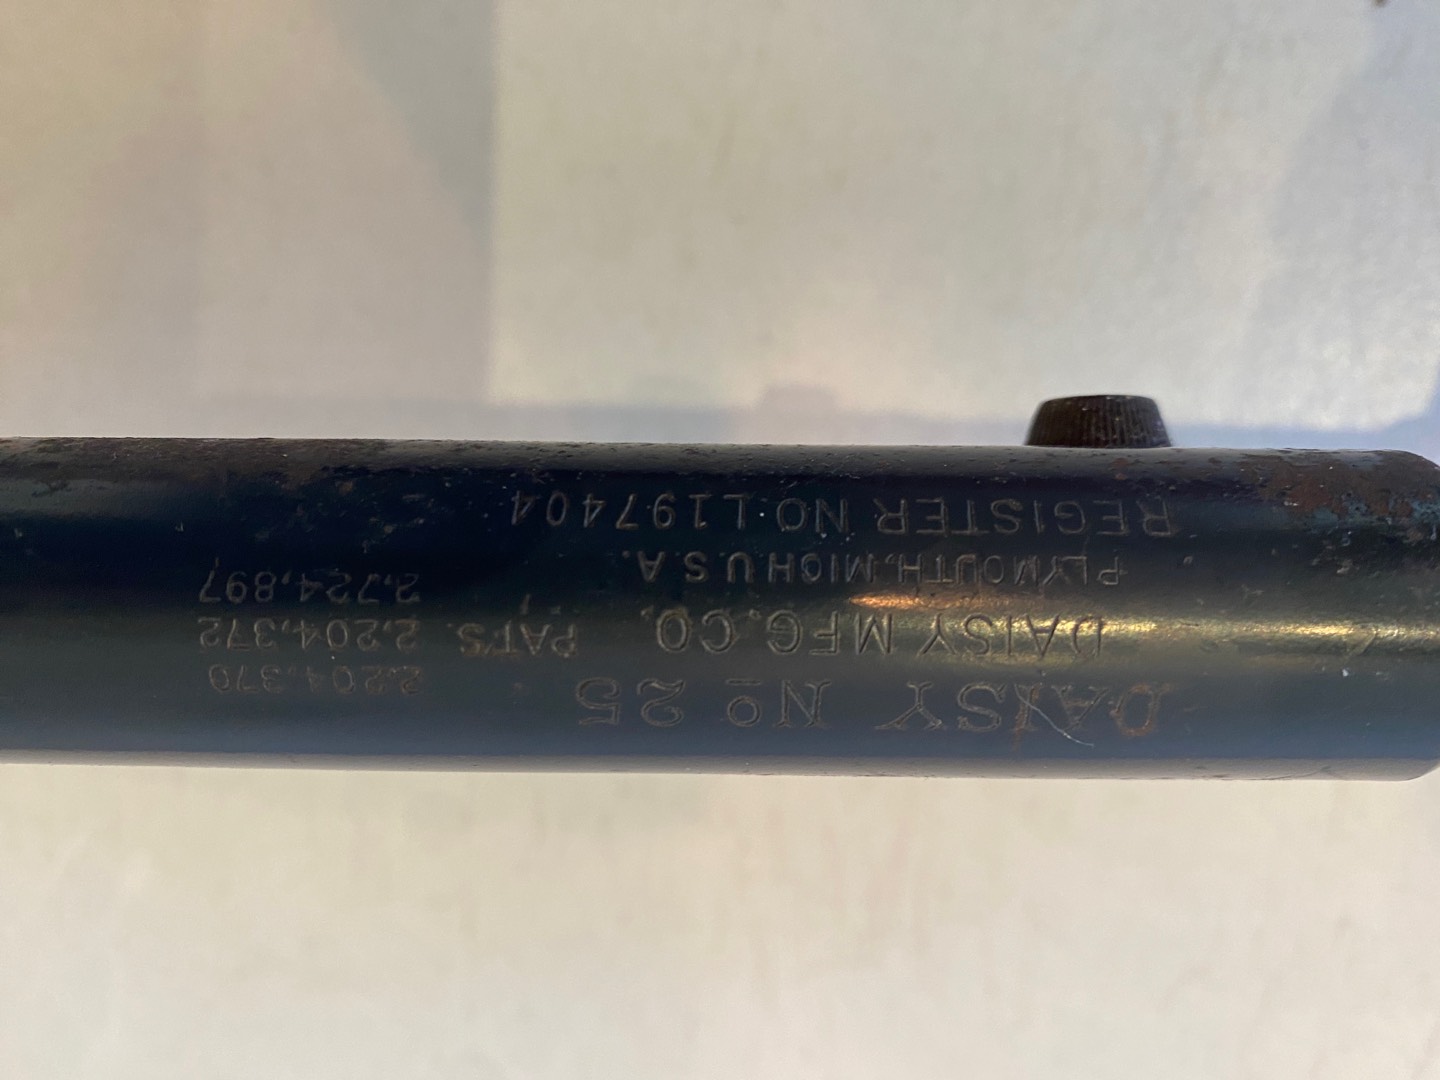 DAISY No 25
DAISY MFG. CO.
PLYMOUTH, MICH U.S.A.
REGISTER NO. L197404
PAT'S.
2,204,370
2,204,372
2,724,897